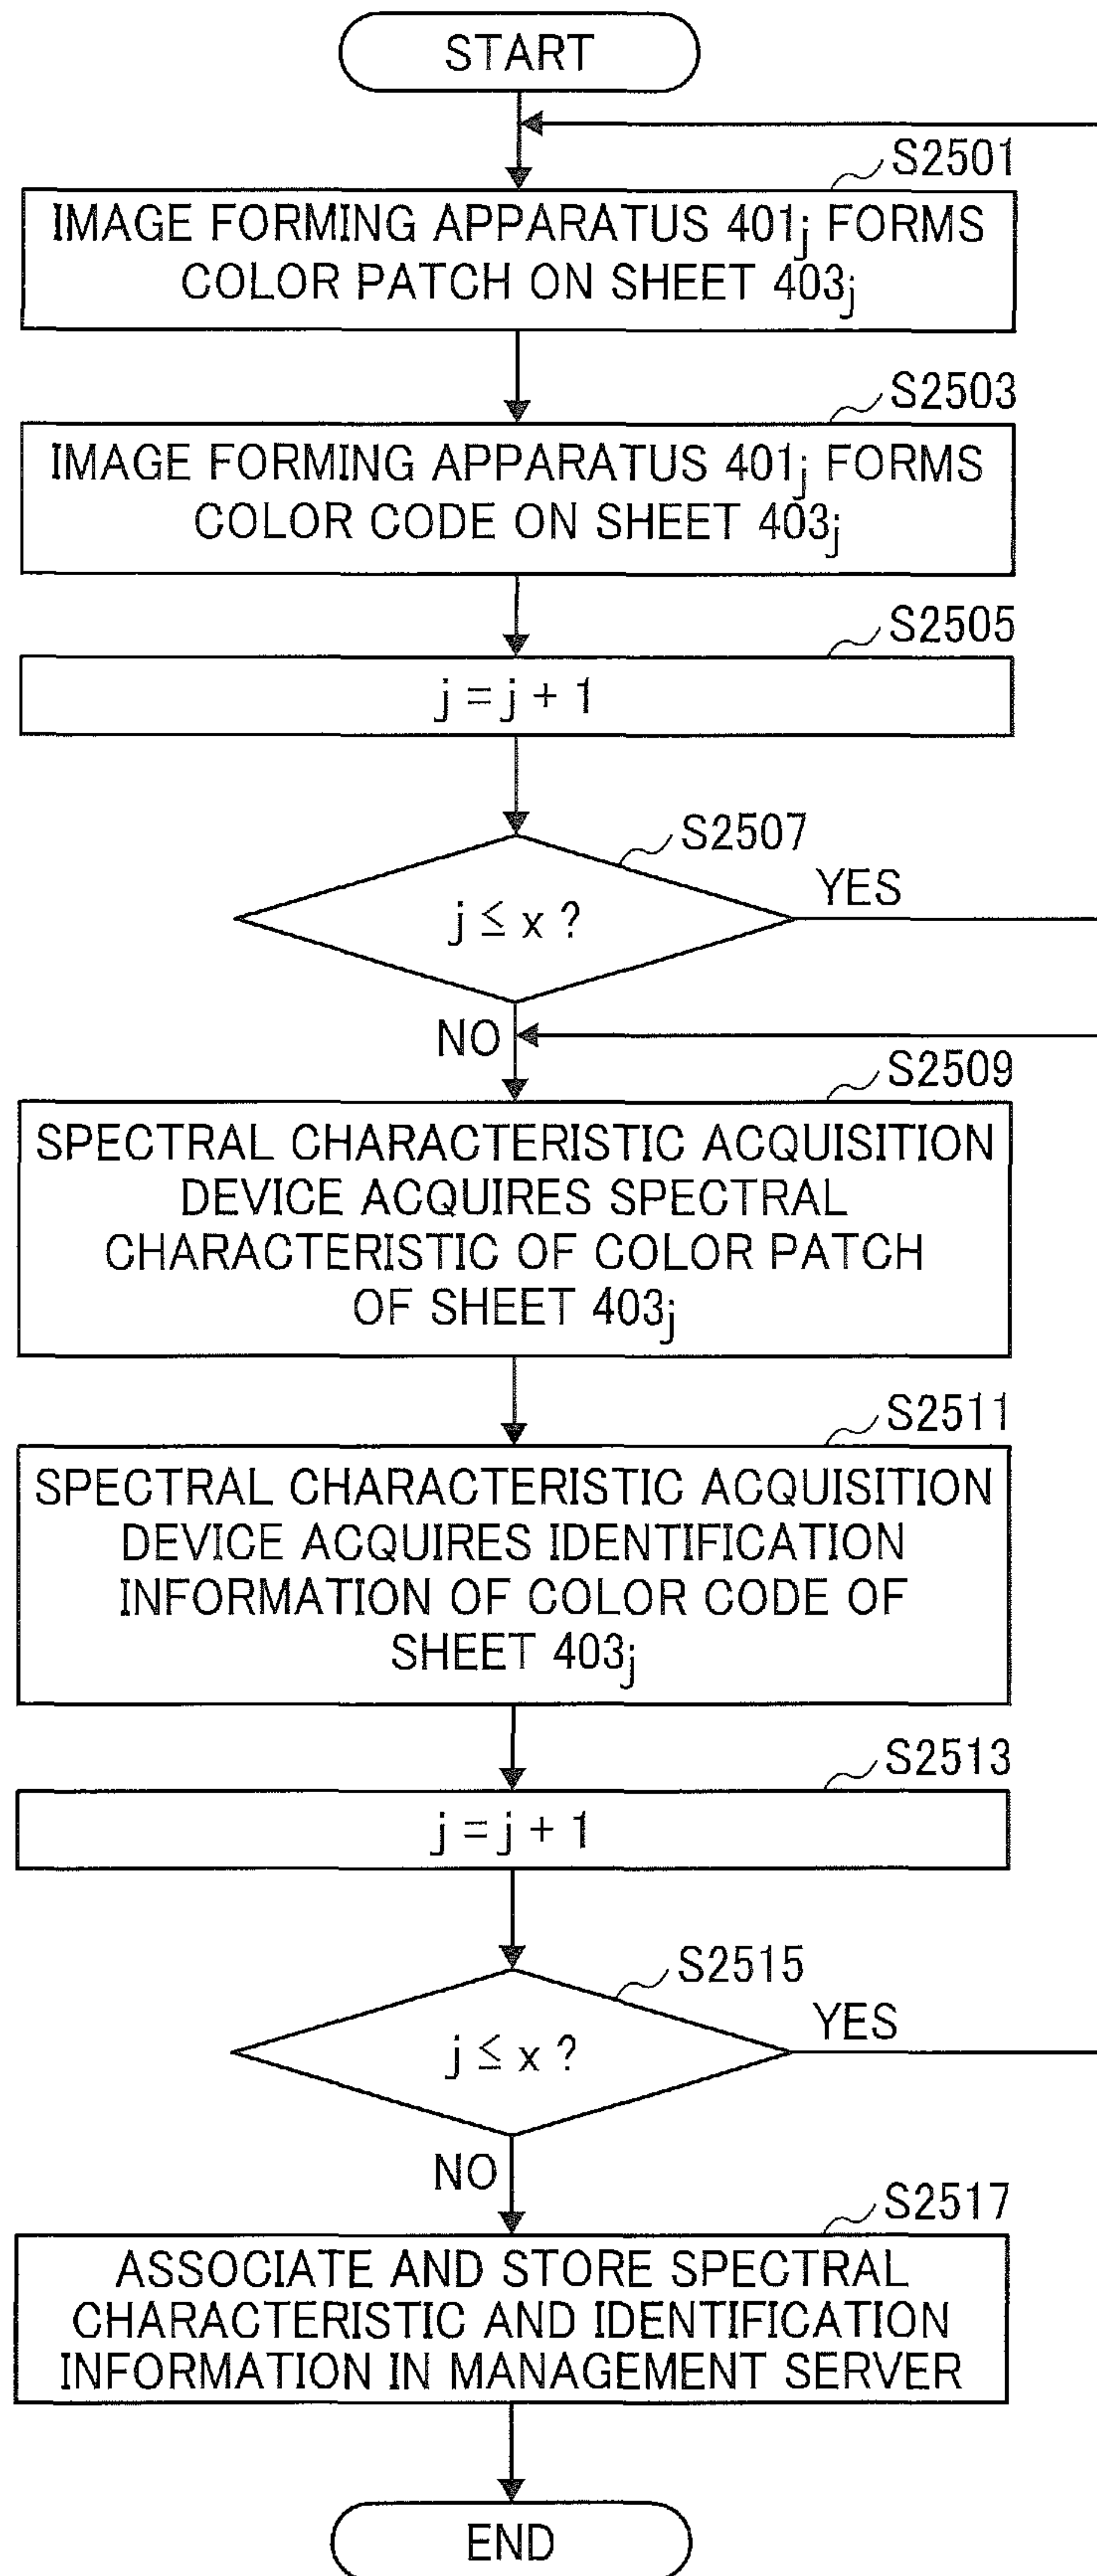 START
S2501
IMAGE FORMING APPARATUS 401j FORMS
COLOR PATCH ON SHEET 403j
S2503
IMAGE FORMING APPARATUS 401j FORMS
COLOR CODE ON SHEET 403j
S2505
j = j + 1
S2507
j ≦ x ?
YES
NO
S2509
SPECTRAL CHARACTERISTIC ACQUISITION
DEVICE ACQUIRES SPECTRAL
CHARACTERISTIC OF COLOR PATCH
OF SHEET 403j
S2511
SPECTRAL CHARACTERISTIC ACQUISITION
DEVICE ACQUIRES IDENTIFICATION
INFORMATION OF COLOR CODE OF
SHEET 403j
S2513
j = j + 1
S2515
j ≦ x ?
YES
NO
S2517
ASSOCIATE AND STORE SPECTRAL
CHARACTERISTIC AND IDENTIFICATION
INFORMATION IN MANAGEMENT SERVER
END